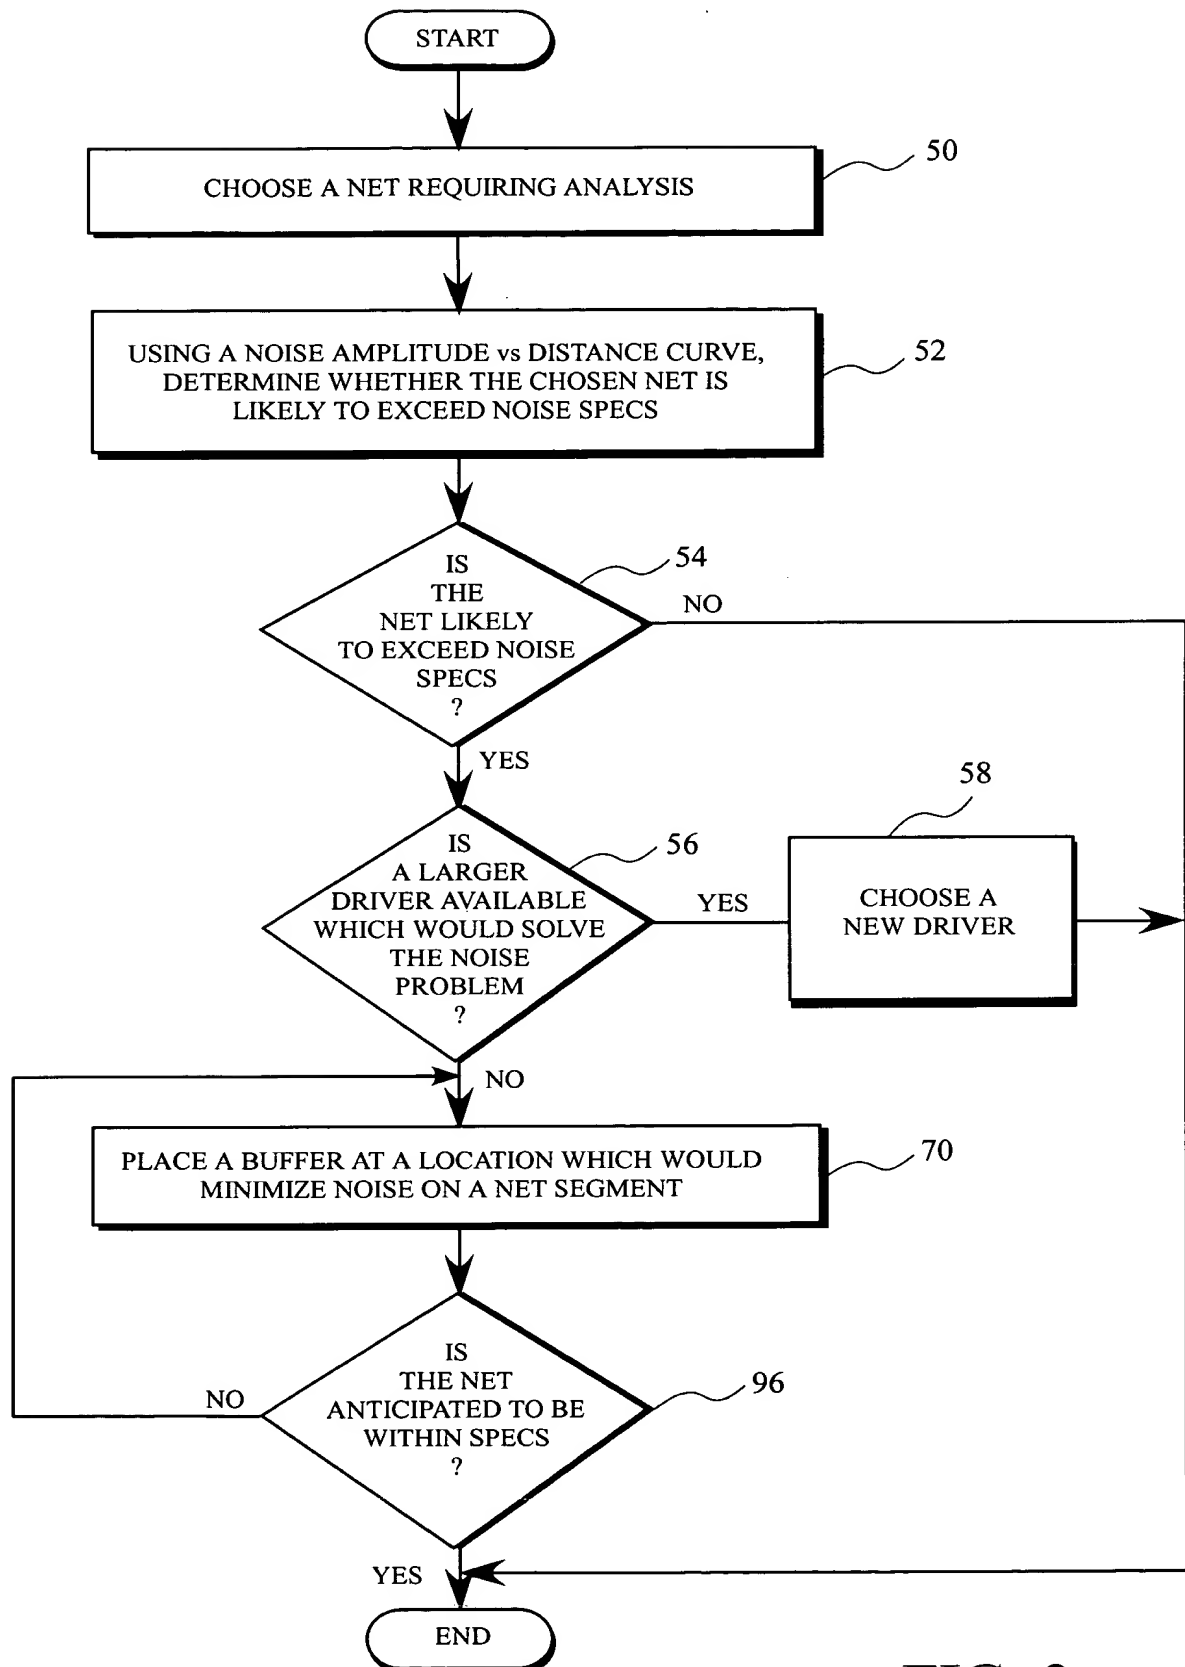 START
CHOOSE A NET REQUIRING ANALYSIS
50
USING A NOISE AMPLITUDE vs DISTANCE CURVE,
DETERMINE WHETHER THE CHOSEN NET IS
LIKELY TO EXCEED NOISE SPECS
52
IS
THE
NET LIKELY
TO EXCEED NOISE
SPECS
?
54
NO
YES
IS
A LARGER
DRIVER AVAILABLE
WHICH WOULD SOLVE
THE NOISE
PROBLEM
?
56
YES
58
CHOOSE A
NEW DRIVER
NO
PLACE A BUFFER AT A LOCATION WHICH WOULD
MINIMIZE NOISE ON A NET SEGMENT
70
IS
THE NET
ANTICIPATED TO BE
WITHIN SPECS
?
96
NO
YES
END